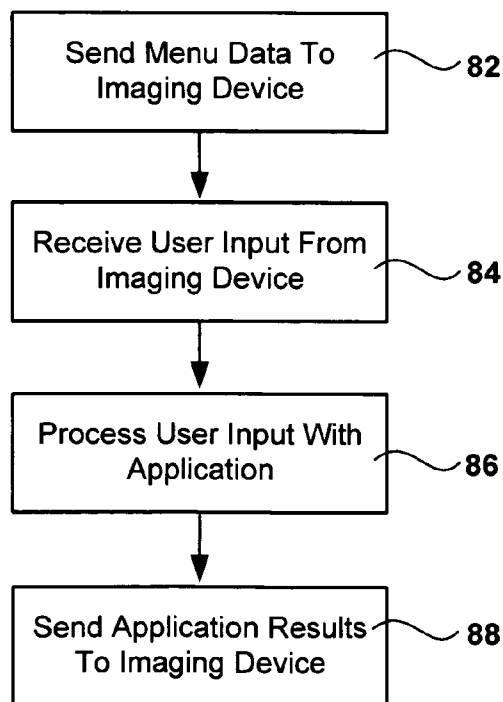 Send Menu Data To
Imaging Device
82
Receive User Input From
Imaging Device
84
Process User Input With
Application
86
Send Application Results
To Imaging Device
88